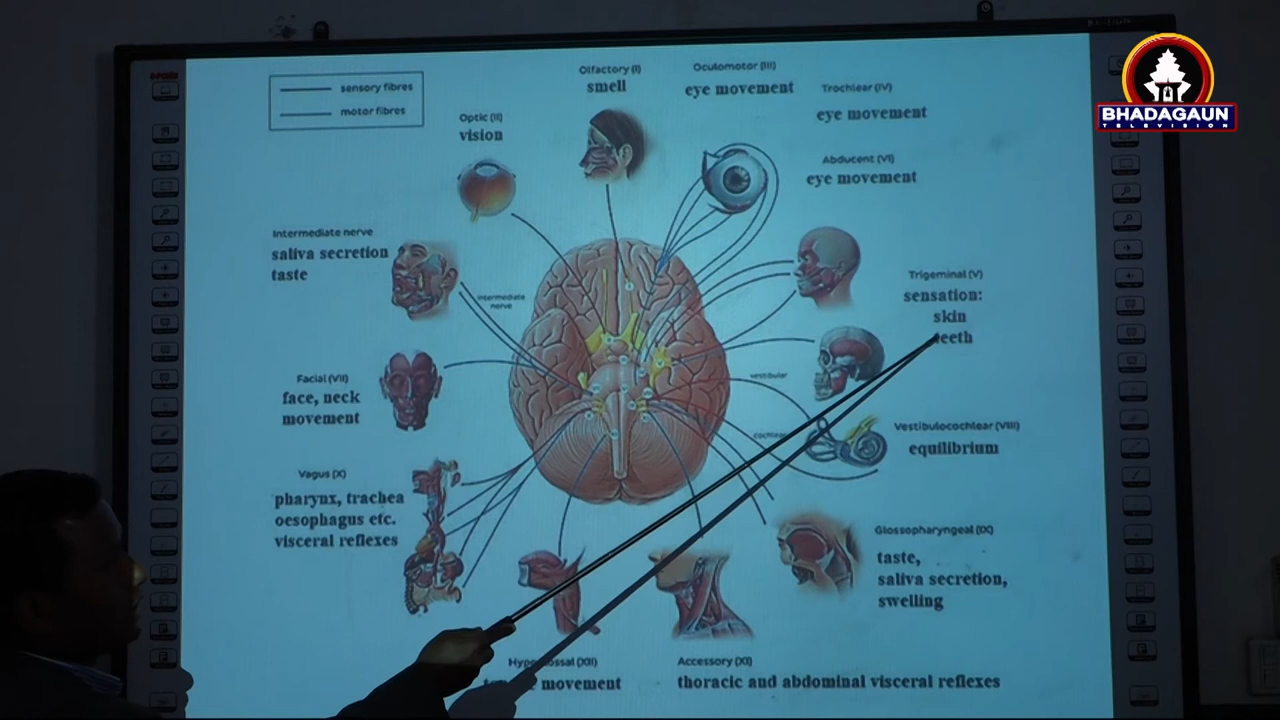 sensory fibres
motor fibres
Olfactory (I)
smell
Oculomotor (III)
eye movement
Trochlear (IV)
eye movement
Optic (II)
vision
Abducent (VI)
eye movement
BHADAGAUN
TELEVISION
Intermediate nerve
saliva secretion
taste
intermediate
nerve
Trigeminal (V)
sensation:
skin
teeth
Facial (VII)
face, neck
movement
vestibular
cochlear
Vestibulocochlear (VIII)
equilibrium
Vagus (X)
pharynx, trachea
oesophagus etc.
visceral reflexes
Glossopharyngeal (IX)
taste,
saliva secretion,
swelling
(XII)
movement
Accessory (XI)
thoracic and abdominal visceral reflexes